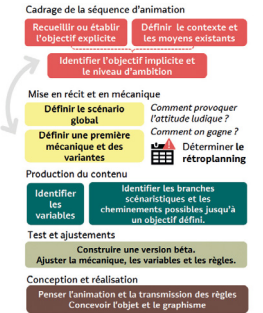 Cadrage de la séquence d'animation
Recueillir ou établir
l'objectif explicite
Définir le contexte et
les moyens existants
Identifier l'objectif implicite et
le niveau d'ambition
Mise en récit et en mécanique
Définir le scénario
global
Comment provoquer
l'attitude ludique ?
Définir une première
mécanique et des
variantes
Comment on gagne ?
Déterminer le
rétroplanning
Production du contenu
Identifier
les
variables
Identifier les branches
scénaristiques et les
cheminements possibles jusqu'à
un objectif défini.
Test et ajustements
Construire une version bêta.
Ajuster la mécanique, les variables et les règles.
Conception et réalisation
Penser l'animation et la transmission des règles
Concevoir l'objet et le graphisme